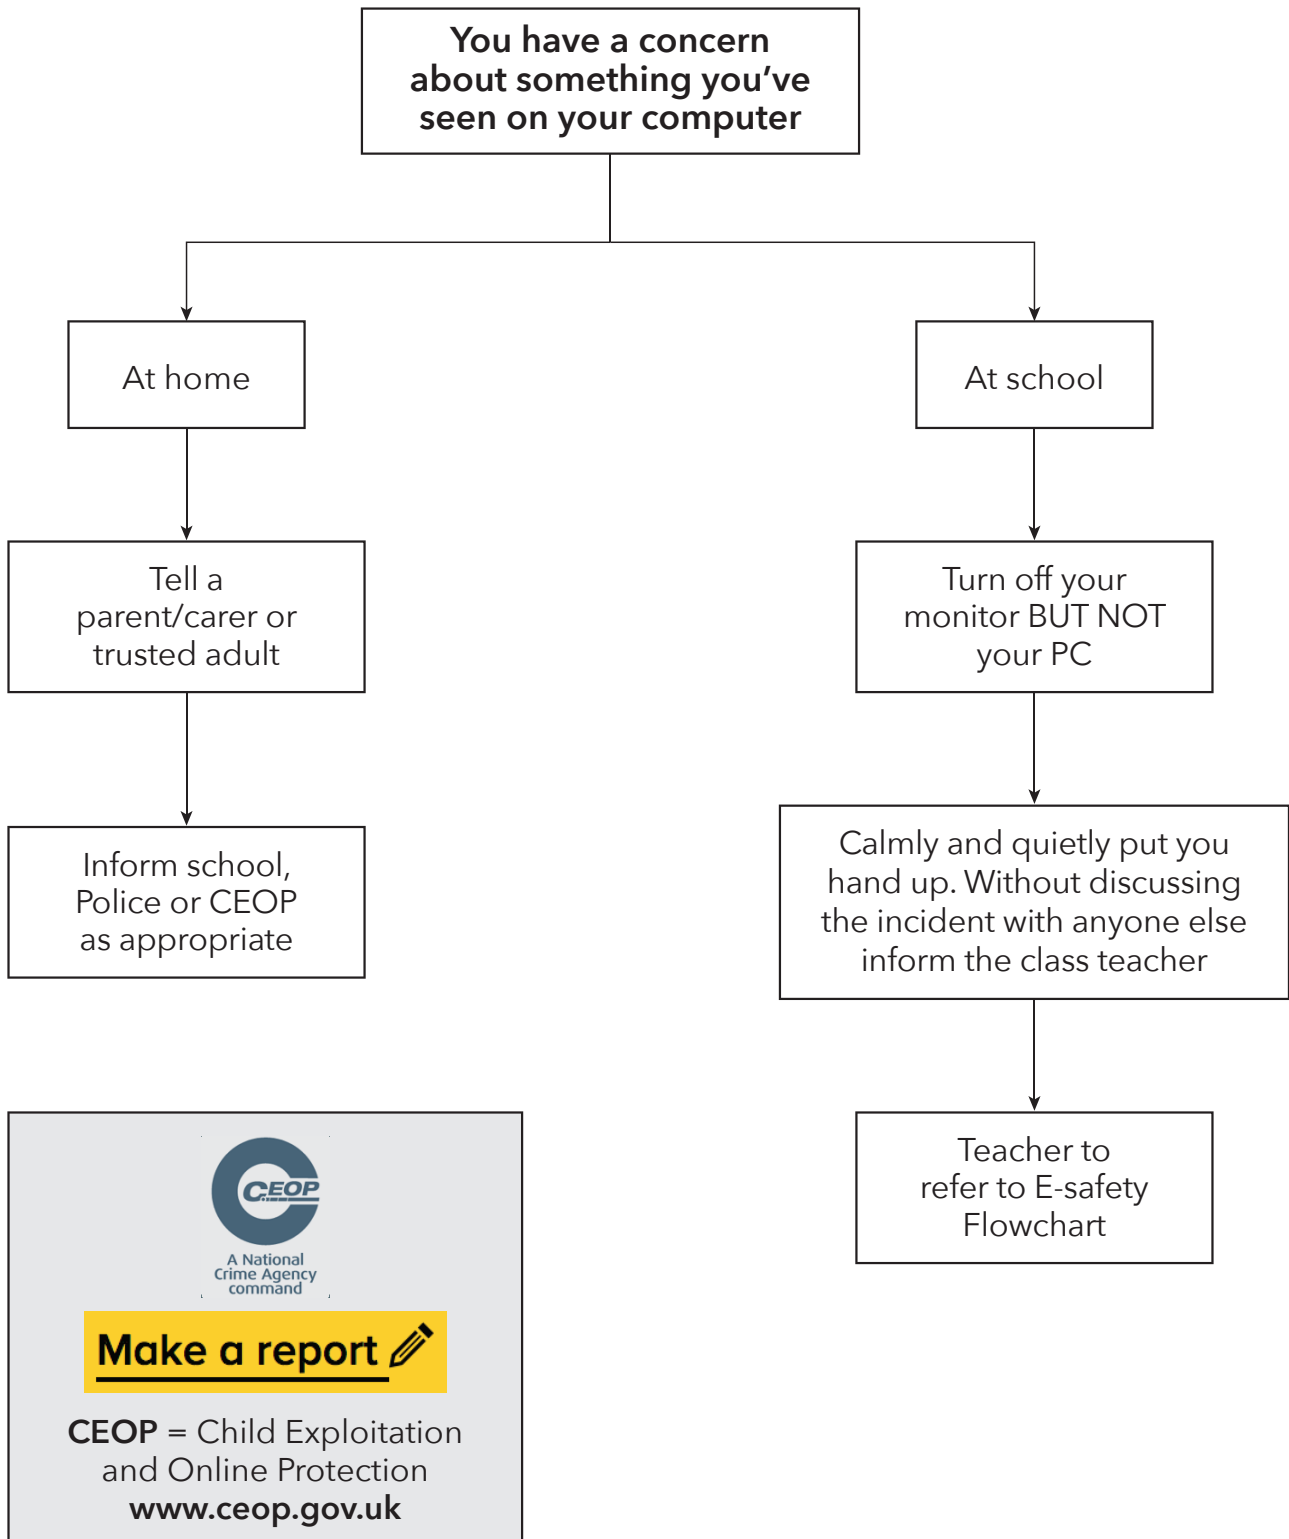 You have a concern
about something you’ve
seen on your computer
At home
Tell a
parent/carer or
trusted adult
Inform school,
Police or CEOP
as appropriate
At school
Turn off your
monitor BUT NOT
your PC
Calmly and quietly put you
hand up. Without discussing
the incident with anyone else
inform the class teacher
Teacher to
refer to E-safety
Flowchart
CEOP
A National
Crime Agency
command
Make a report
CEOP = Child Exploitation
and Online Protection
www.ceop.gov.uk